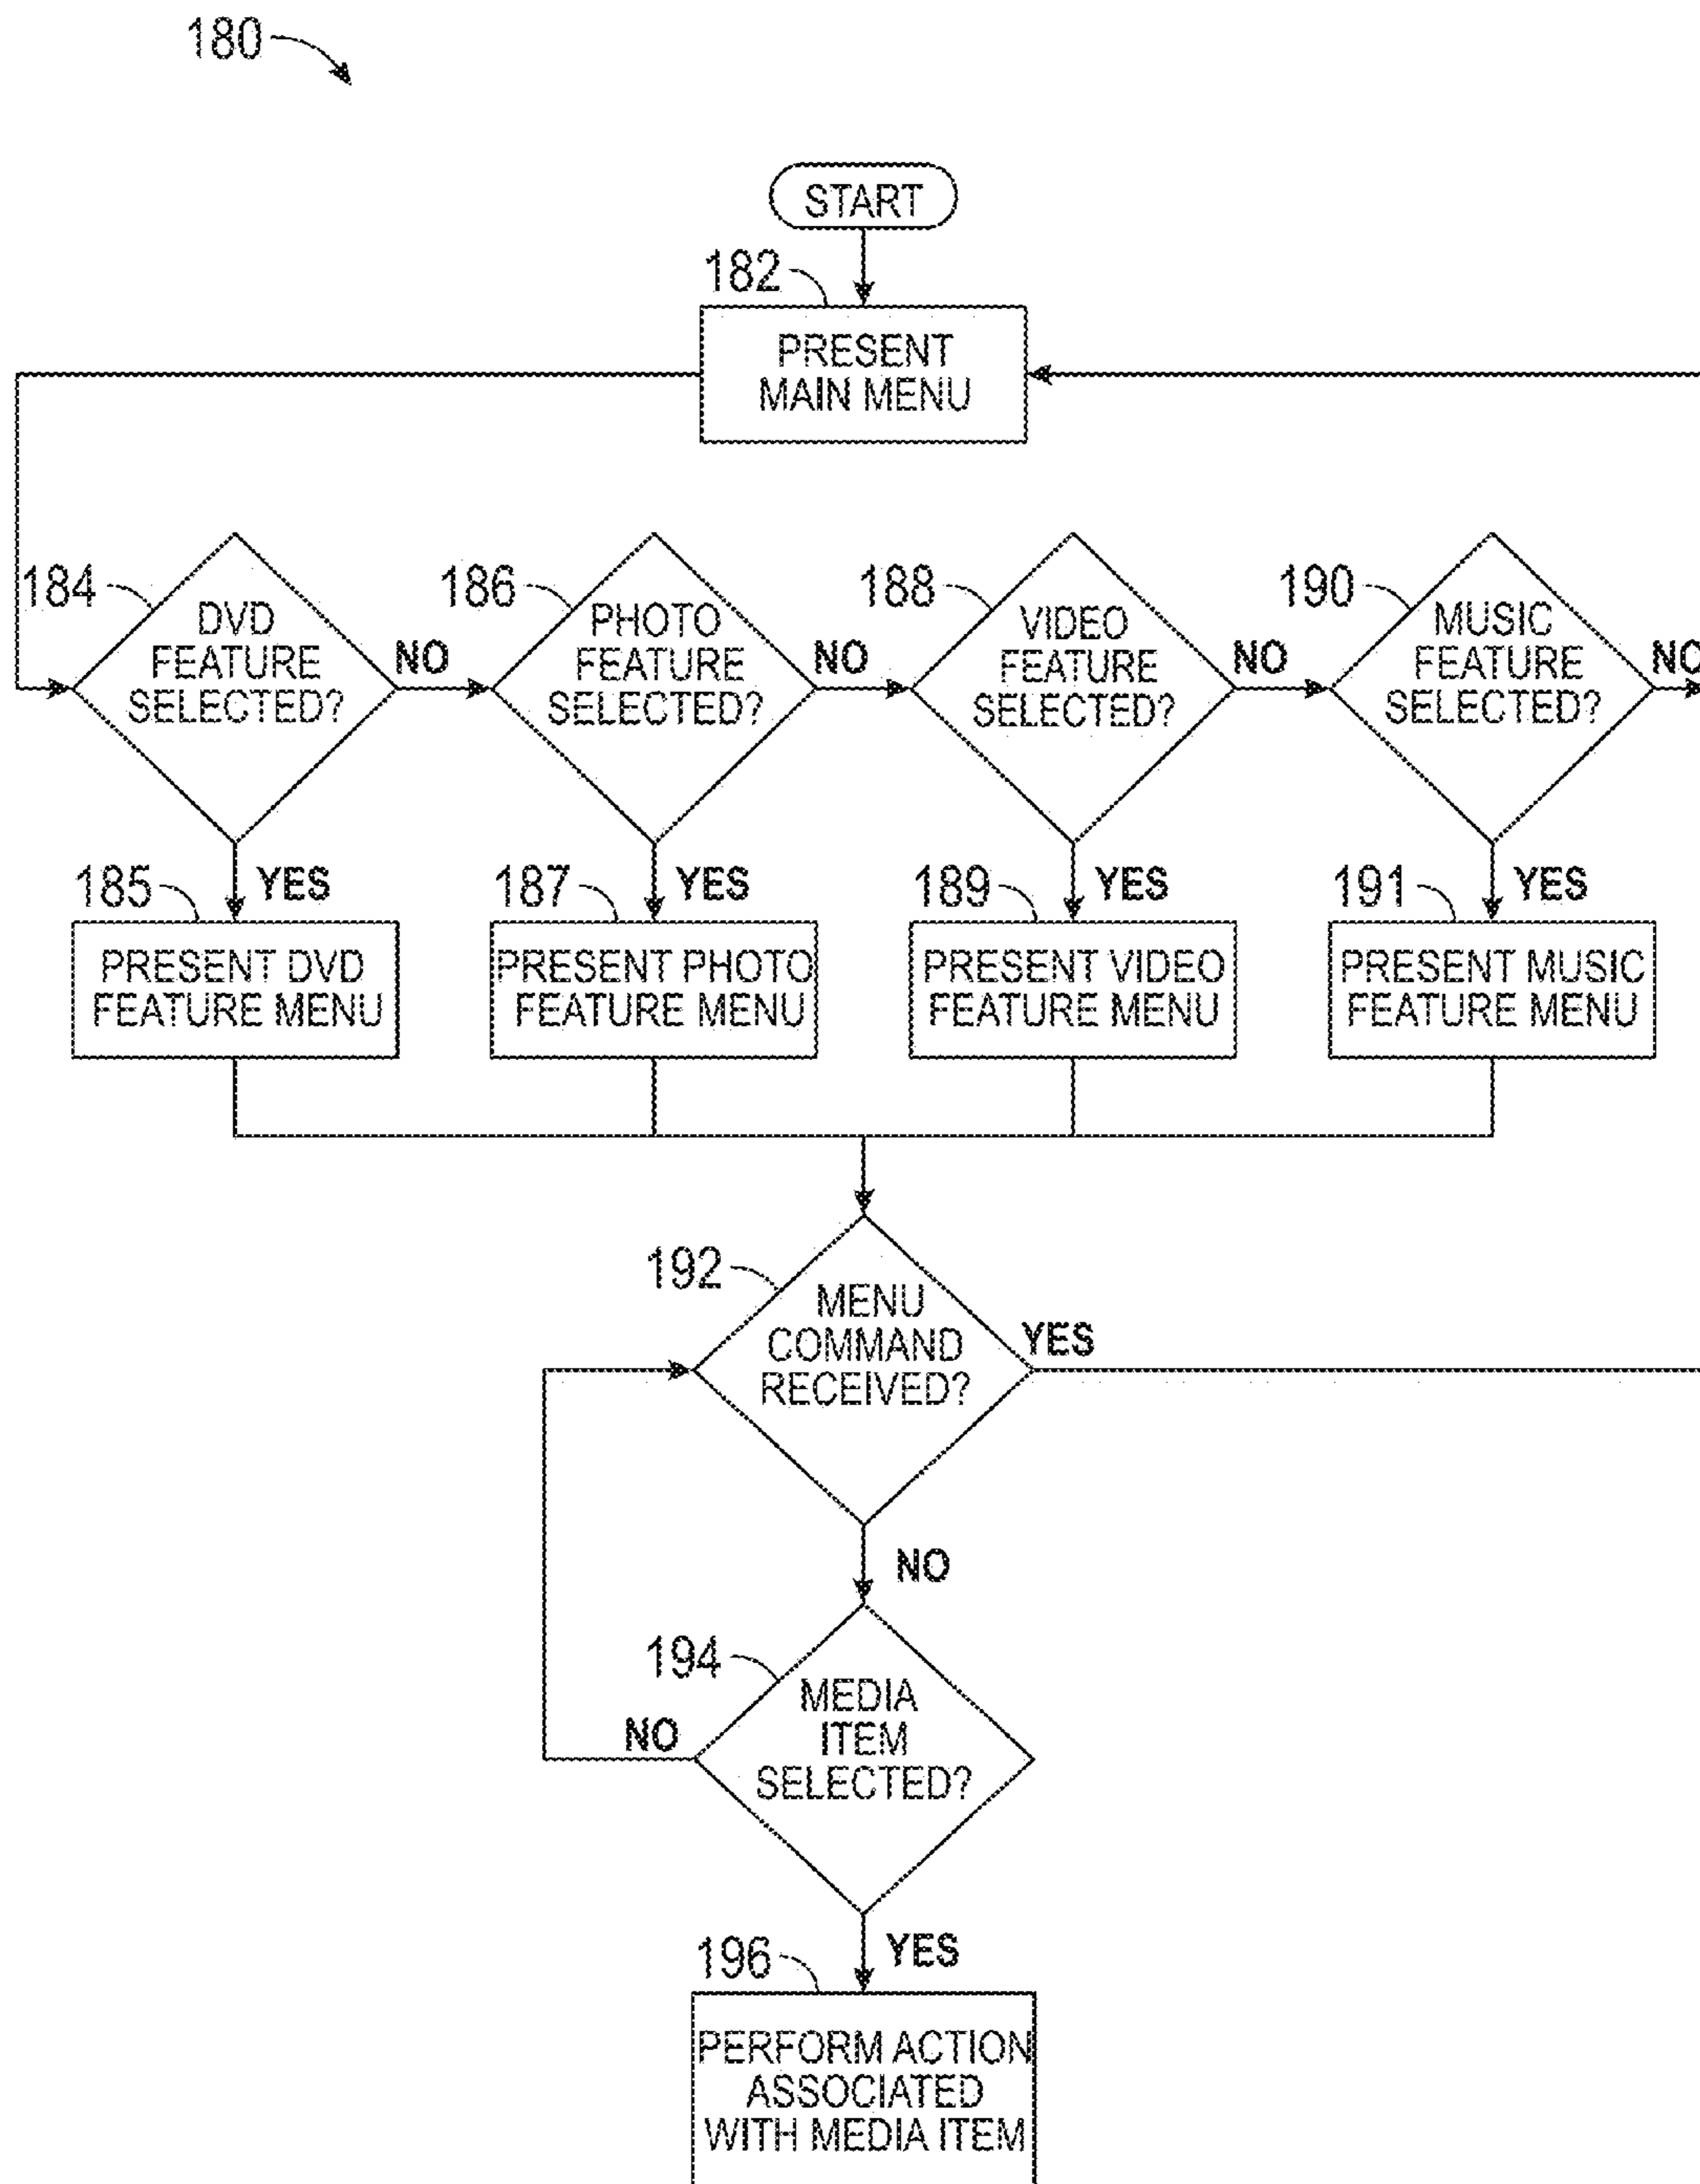 180
START
182
PRESENT
MAIN MENU
184
DVD
FEATURE
SELECTED?
NO
186
PHOTO
FEATURE
SELECTED?
NO
188
VIDEO
FEATURE
SELECTED?
NO
190
MUSIC
FEATURE
SELECTED?
NO
185
YES
PRESENT DVD
FEATURE MENU
187
YES
PRESENT PHOTO
FEATURE MENU
189
YES
PRESENT VIDEO
FEATURE MENU
191
YES
PRESENT MUSIC
FEATURE MENU
192
MENU
COMMAND
RECEIVED?
YES
NO
194
MEDIA
ITEM
SELECTED?
NO
YES
196
PERFORM ACTION
ASSOCIATED
WITH MEDIA ITEM